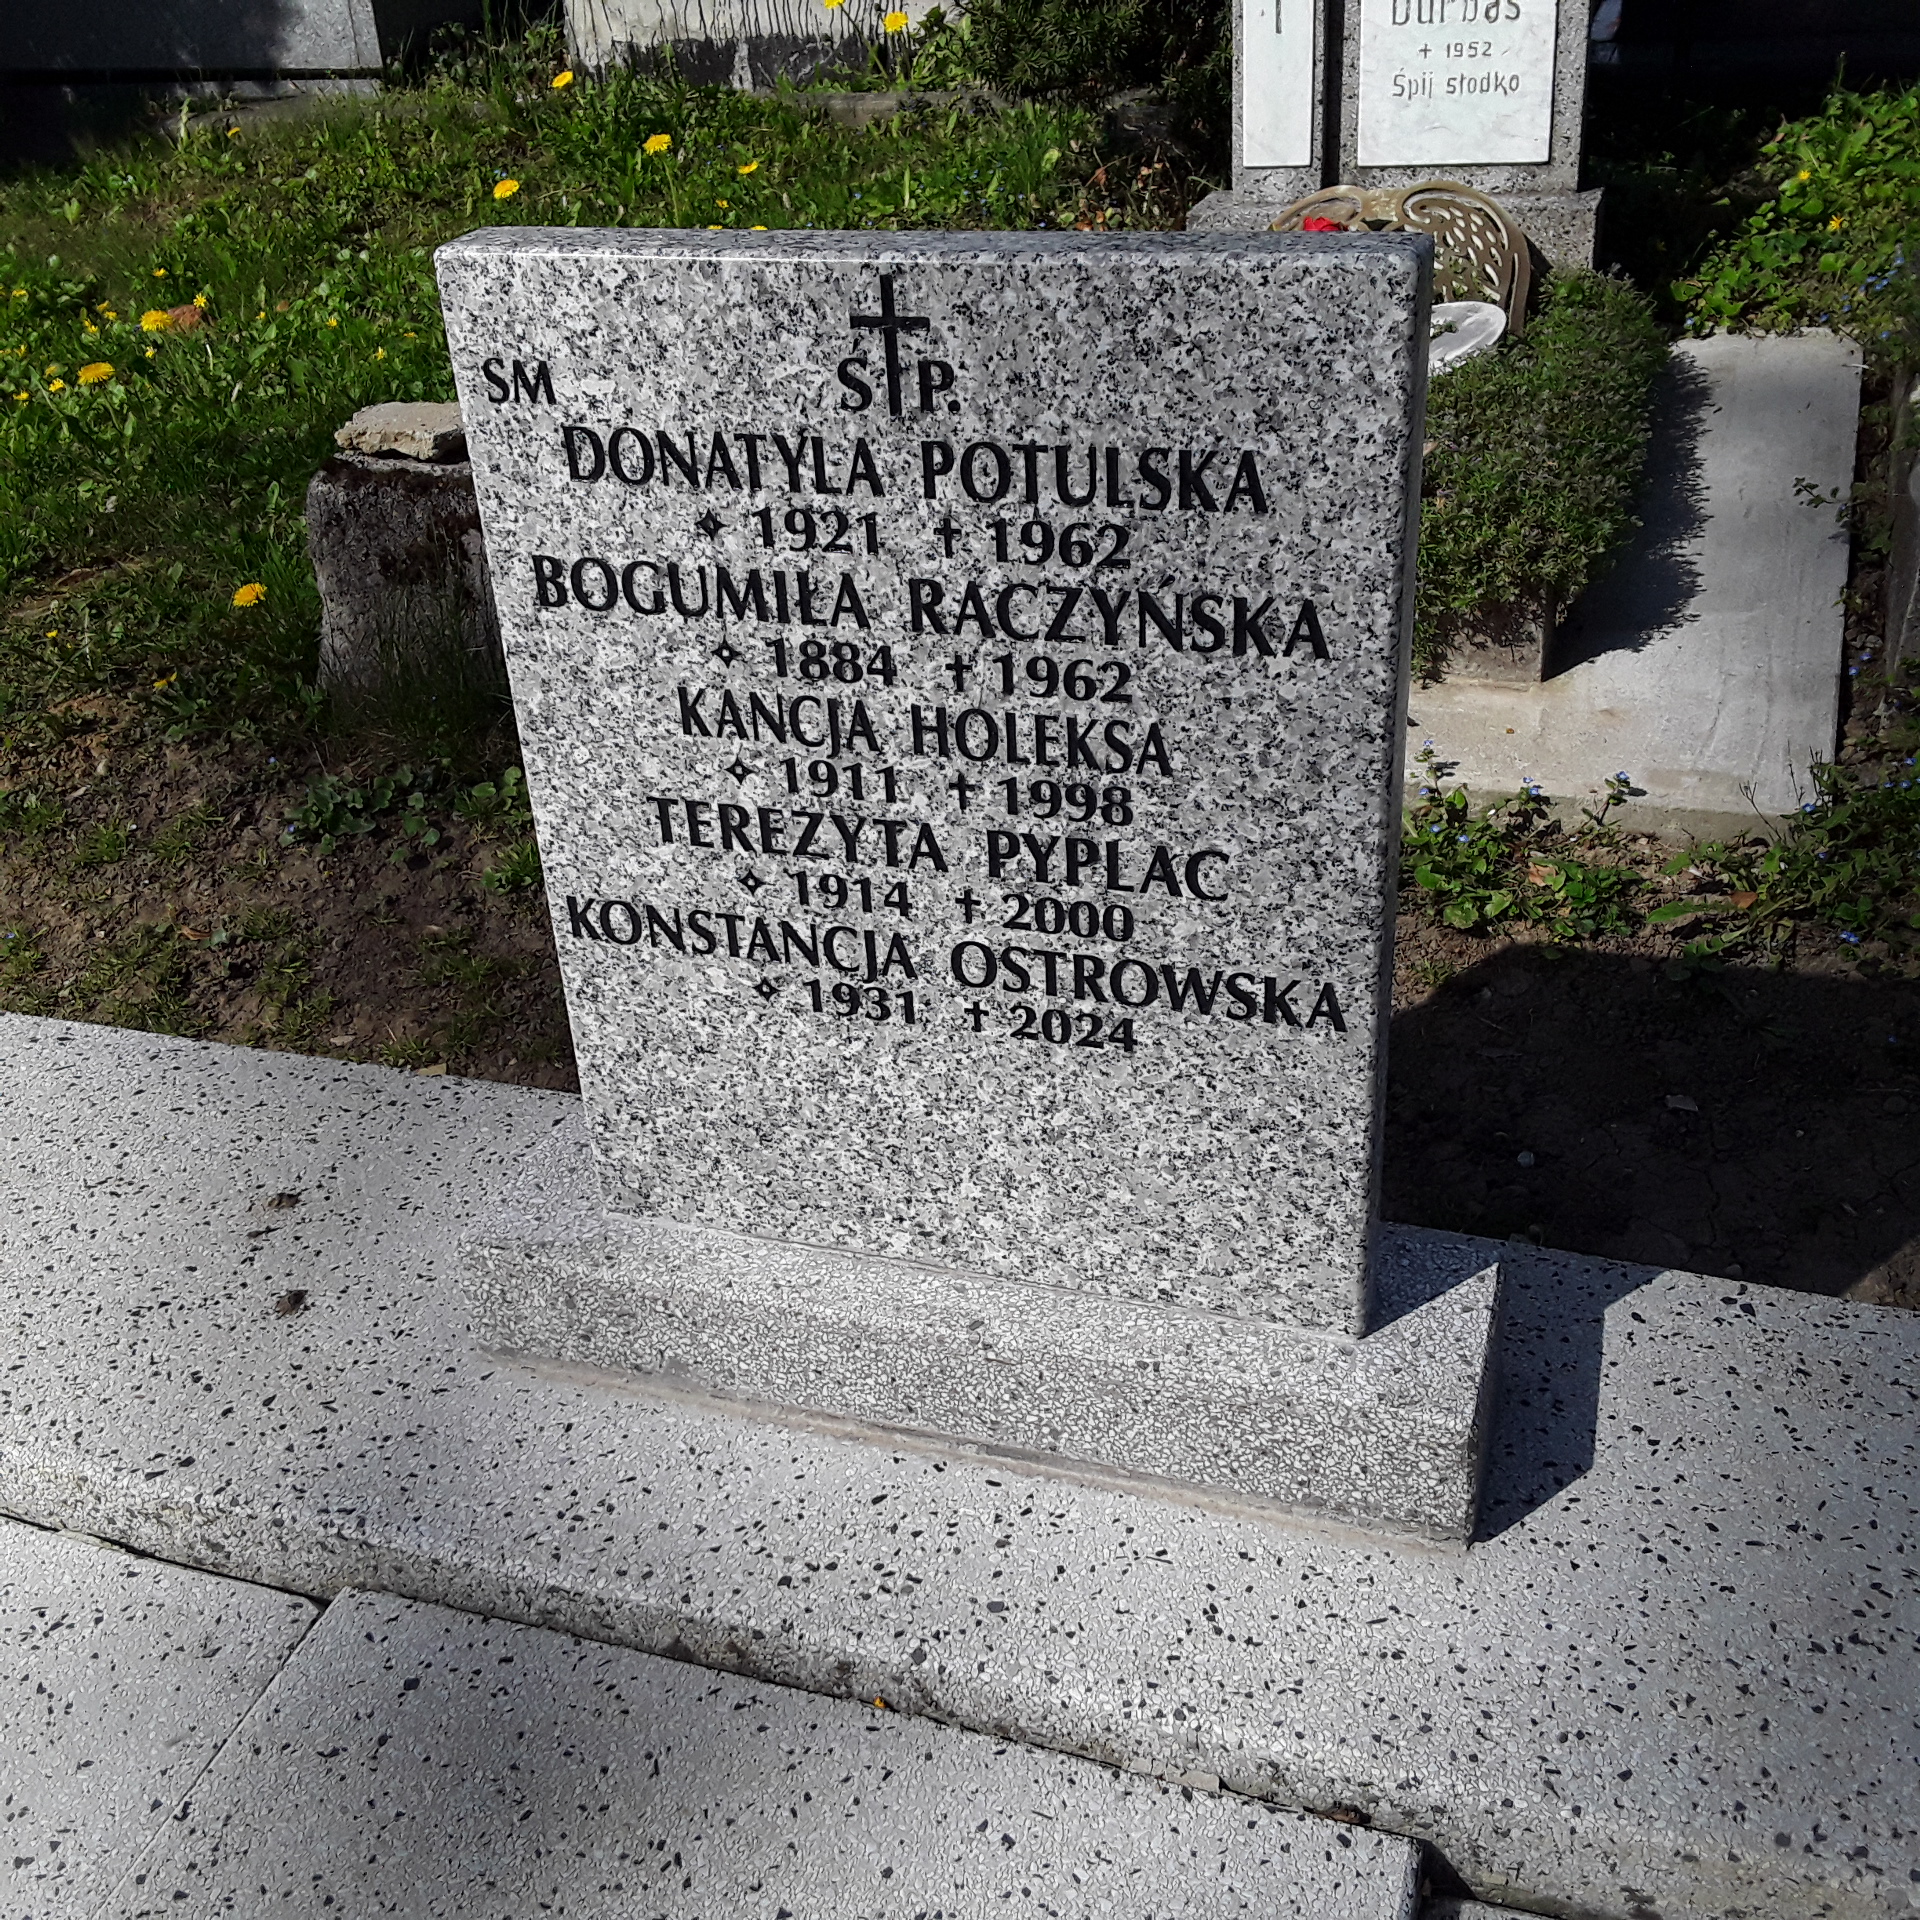 † 1952
Śpij słodko
Ś†P.
SM
DONATYLA POTULSKA
✧ 1921 † 1962
BOGUMIŁA RACZYŃSKA
✧ 1884 † 1962
KANCJA HOLEKSA
✧ 1911 † 1998
TEREZYTA PYPLAC
✧ 1914 † 2000
KONSTANCJA OSTROWSKA
✧ 1931 † 2024